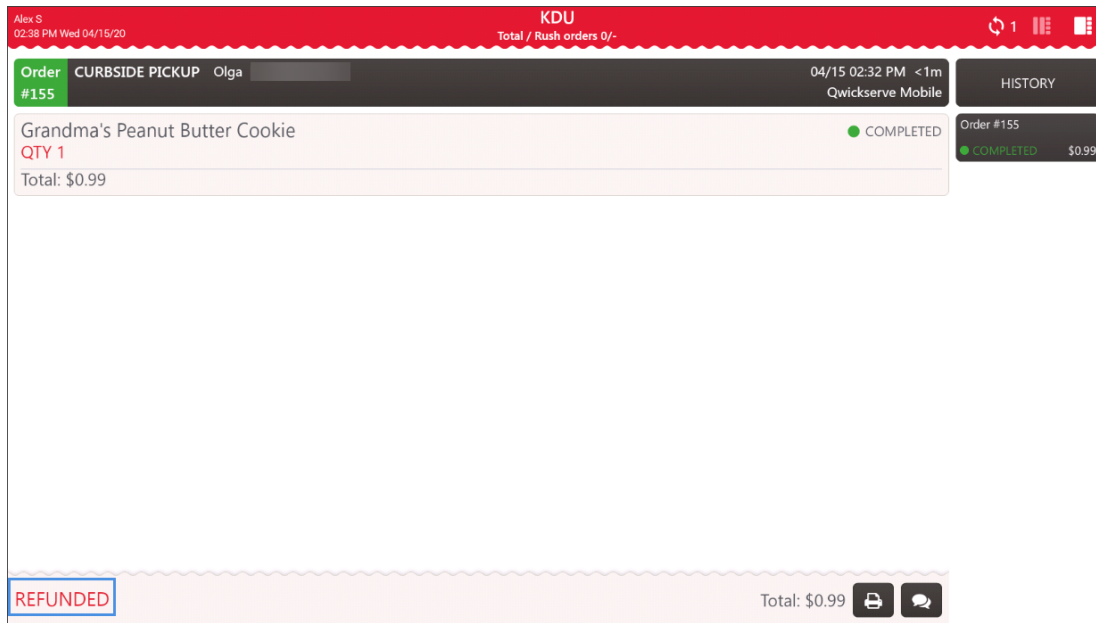 Alex S
02:38 PM Wed 04/15/20
KDU
Total / Rush orders 0/-
1
Order #155
CURBSIDE PICKUP Olga
04/15 02:32 PM <1m
Qwickserve Mobile
HISTORY
Grandma's Peanut Butter Cookie
COMPLETED
QTY 1
Total: $0.99
Order #155
COMPLETED $0.99
REFUNDED
Total: $0.99